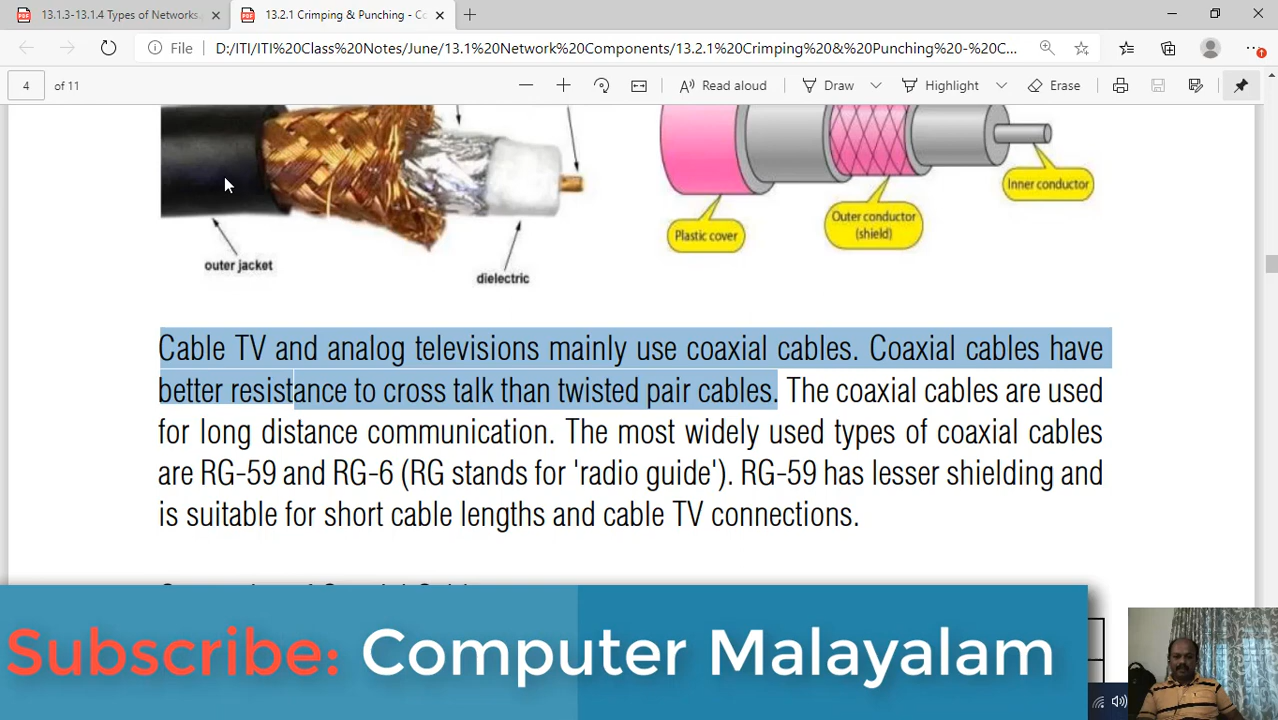 13.1.3-13.1.4 Types of Networks
13.2.1 Crimping & Punching - Co
File
D:/ITI/ITI%20Class%20Notes/June/13.1%20Network%20Components/13.2.1%20Crimping%20&%20Punching%20-%20C...
4 of 11
Read aloud
Draw
Highlight
Erase
outer jacket
dielectric
Plastic cover
Outer conductor
(shield)
Inner conductor
Cable TV and analog televisions mainly use coaxial cables. Coaxial cables have
better resistance to cross talk than twisted pair cables. The coaxial cables are used
for long distance communication. The most widely used types of coaxial cables
are RG-59 and RG-6 (RG stands for 'radio guide'). RG-59 has lesser shielding and
is suitable for short cable lengths and cable TV connections.
Subscribe: Computer Malayalam